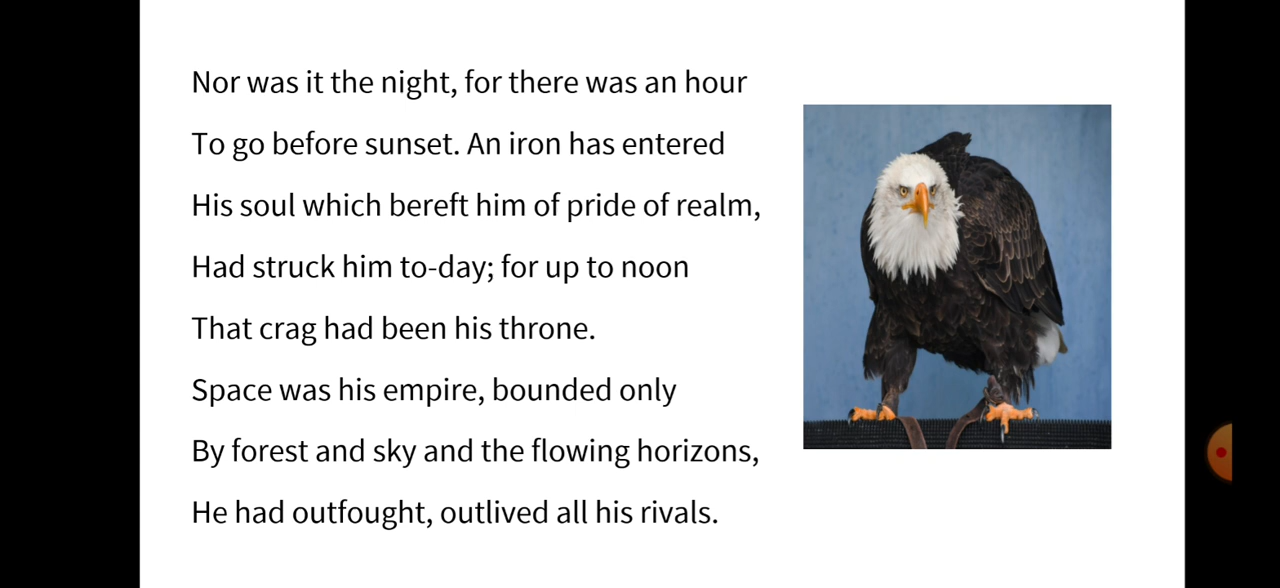 Nor was it the night, for there was an hour
To go before sunset. An iron has entered
His soul which bereft him of pride of realm,
Had struck him to-day; for up to noon
That crag had been his throne.
Space was his empire, bounded only
By forest and sky and the flowing horizons,
He had outfought, outlived all his rivals.